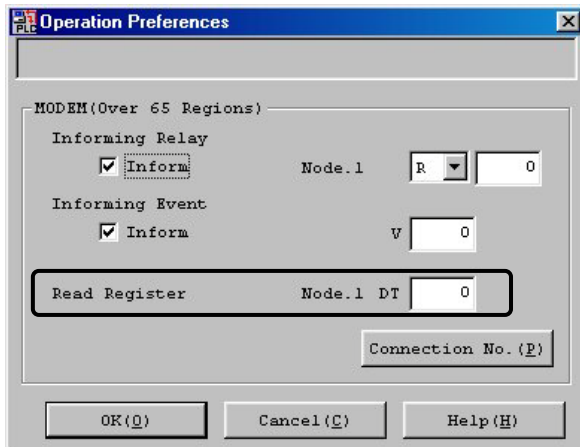 PLC Operation Preferences
MODEM(Over 65 Regions)
Informing Relay
Inform Node.1 R 0
Informing Event
Inform V 0
Read Register Node.1 DT 0
Connection No.(P)
OK(O) Cancel(C) Help(H)